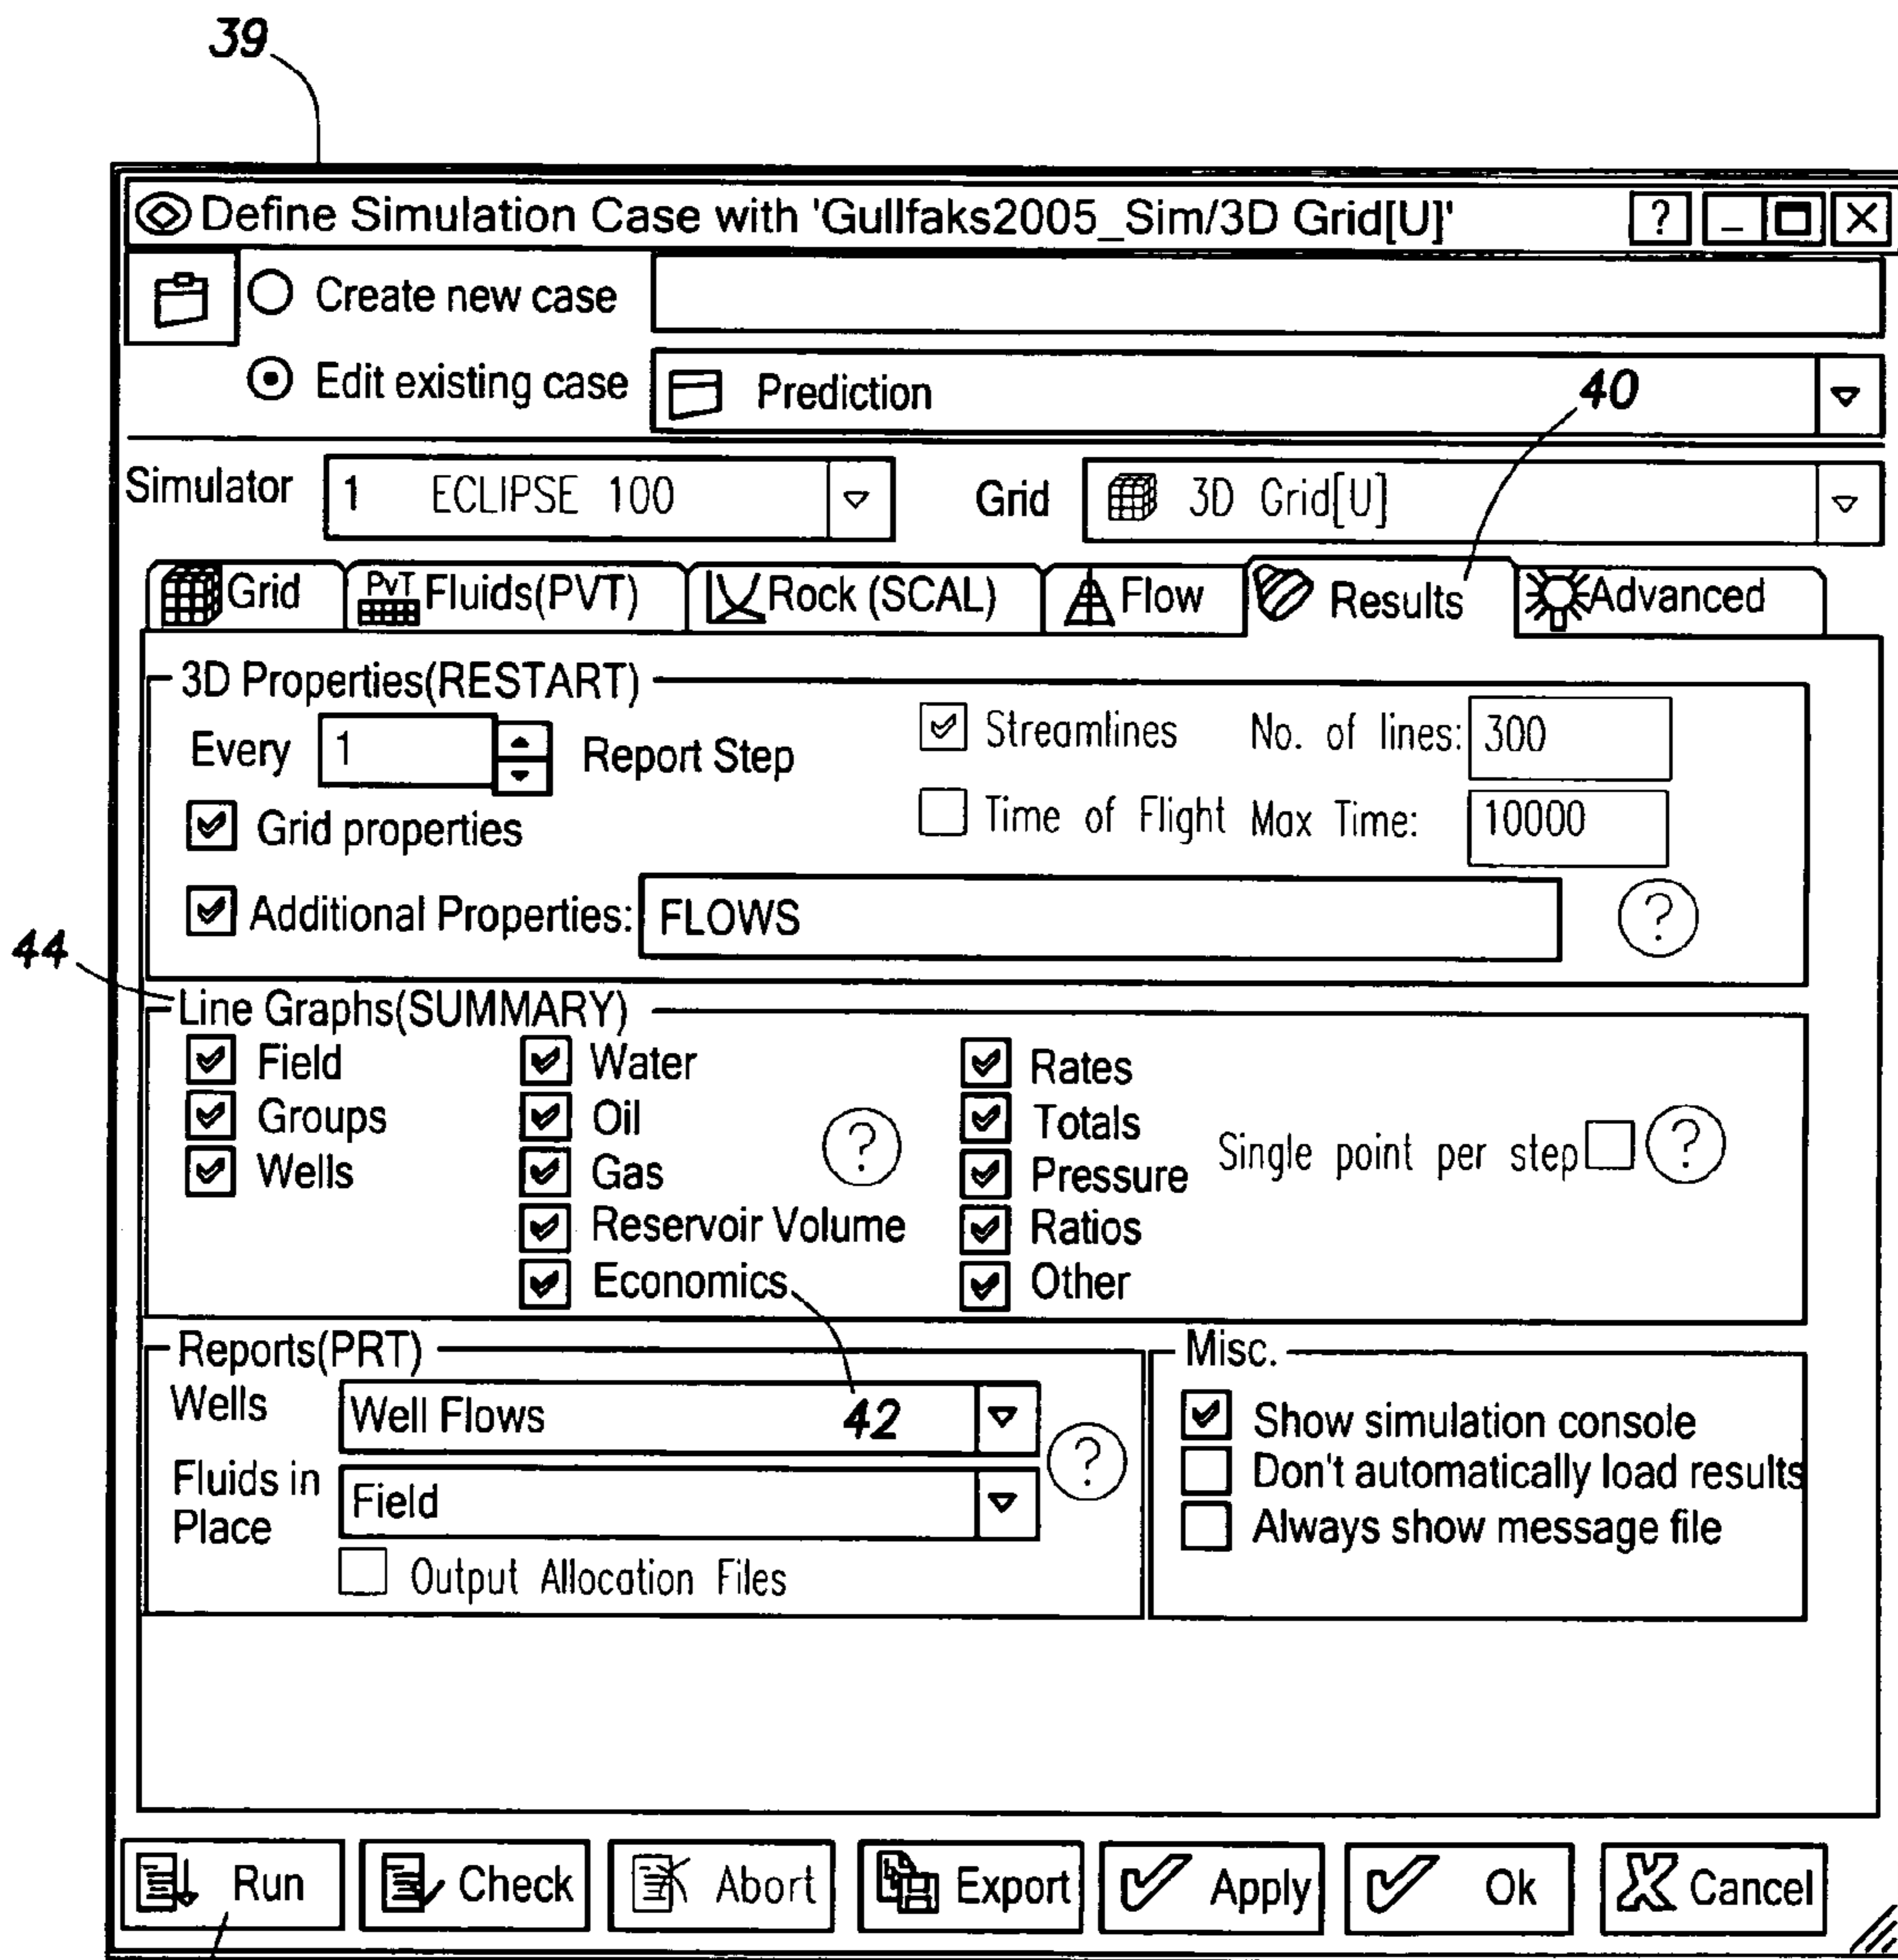 39
Define Simulation Case with 'Gullfaks2005_Sim/3D Grid[U]' ?
Create new case
Edit existing case Prediction 40
Simulator 1 ECLIPSE 100 Grid 3D Grid[U]
Grid PvT Fluids(PVT) Rock (SCAL) Flow Results Advanced
3D Properties(RESTART)
Every 1 Report Step Streamlines No. of lines: 300
Grid properties Time of Flight Max Time: 10000
Additional Properties: FLOWS ?
44
Line Graphs(SUMMARY)
Field Water Rates
Groups Oil ? Totals
Wells Gas Pressure Single point per step ?
Reservoir Volume Ratios
Economics Other
Reports(PRT) Misc.
Wells Well Flows 42 Show simulation console
? Don't automatically load results
Fluids in Place Field Always show message file
Output Allocation Files
Run Check Abort Export Apply Ok Cancel